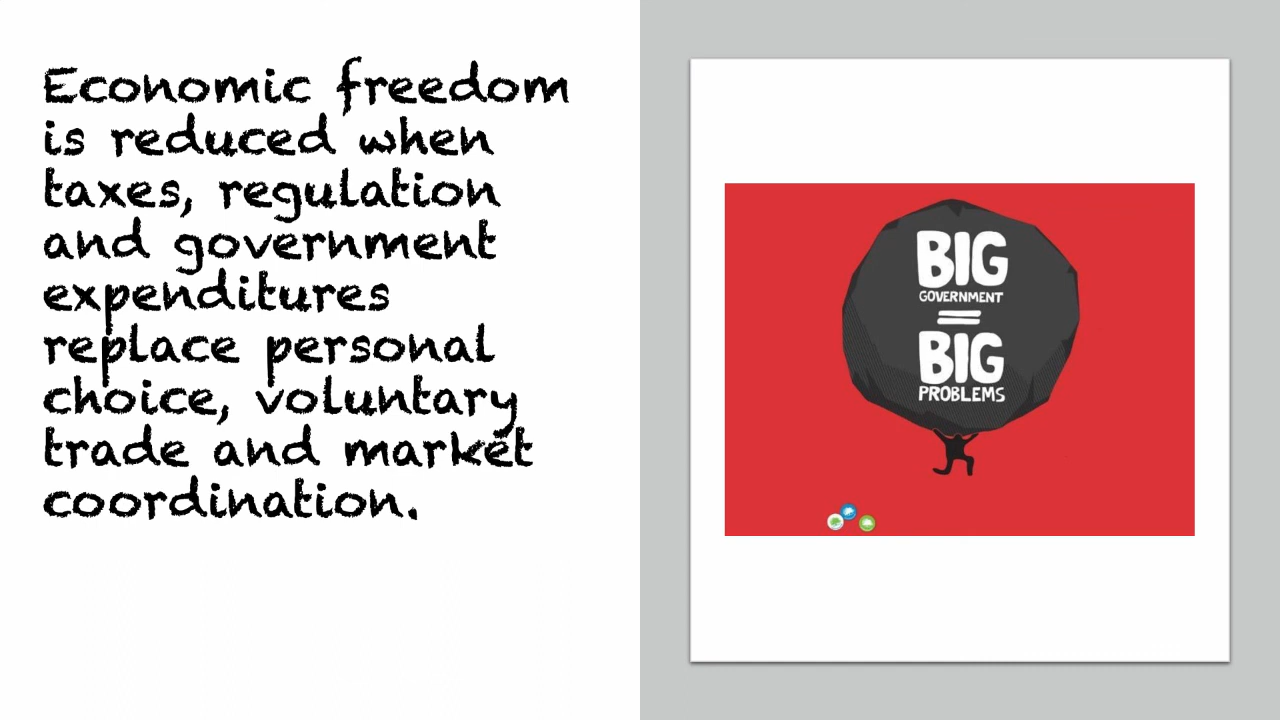 Economic freedom
is reduced when
taxes, regulation
and government
expenditures
replace personal
choice, voluntary
trade and market
coordination.
BIG
GOVERNMENT
=
BIG
PROBLEMS